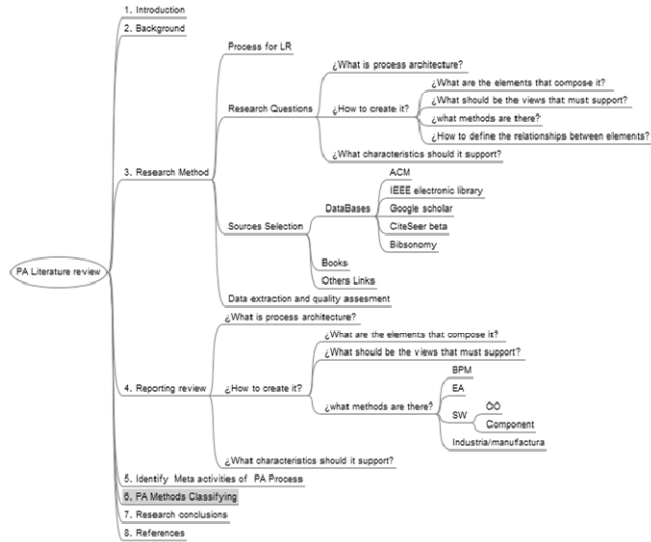 1. Introduction
2. Background
Process for LR
¿What is process architecture?
¿What are the elements that compose it?
¿What should be the views that must support?
Research Questions
¿How to create it?
¿what methods are there?
¿How to define the relationships between elements?
¿What characteristics should it support?
3. Research Method
ACM
IEEE electronic library
DataBases
Google scholar
Sources Selection
CiteSeer beta
Bibsonomy
Books
Others Links
PA Literature review
Data extraction and quality assesment
¿What is process architecture?
¿What are the elements that compose it?
¿What should be the views that must support?
4. Reporting review
¿How to create it?
BPM
EA
¿what methods are there?
SW
OO
Component
Industria/manufactura
¿What characteristics should it support?
5. Identify Meta activities of PA Process
6. PA Methods Classifying
7. Research conclusions
8. References